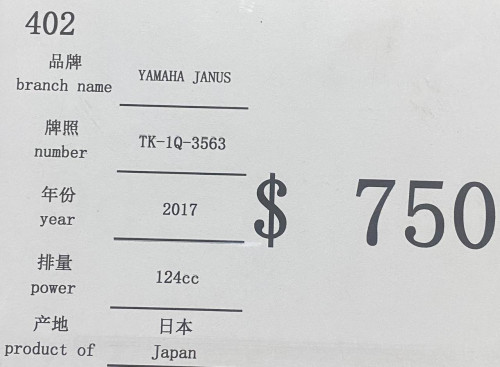 402
品牌
branch name
YAMAHA JANUS
牌照
number
TK-1Q-3563
年份
year
2017
$ 750
排量
power
124cc
产地
product of
日本
Japan